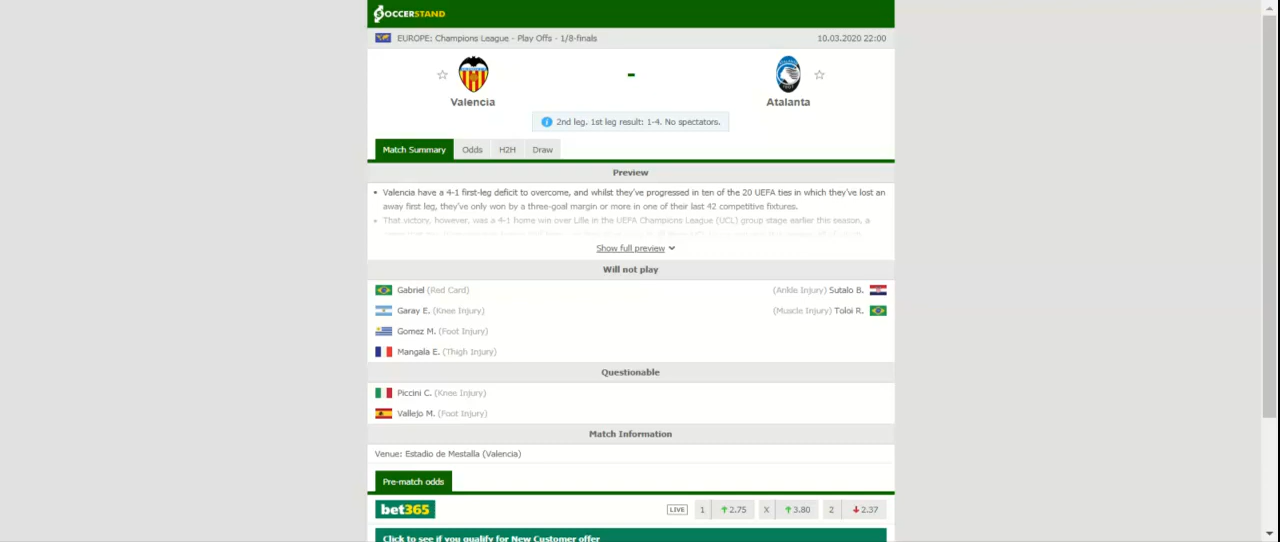 SOCCERSTAND
EUROPE: Champions League - Play Offs - 1/8-finals 10.03.2020 22:00
-
Valencia Atalanta
2nd leg. 1st leg result: 1-4. No spectators.
Match Summary Odds H2H Draw
Preview
• Valencia have a 4-1 first-leg deficit to overcome, and whilst they've progressed in ten of the 20 UEFA ties in which they've lost an
away first leg, they've only won by a three-goal margin or more in one of their last 42 competitive fixtures.
• That victory, however, was a 4-1 home win over Lille in the UEFA Champions League (UCL) group stage earlier this season, a
Show full preview
Will not play
Gabriel (Red Card) (Ankle Injury) Sutalo B.
Garay E. (Knee Injury) (Muscle Injury) Toloi R.
Gomez M. (Foot Injury)
Mangala E. (Thigh Injury)
Questionable
Piccini C. (Knee Injury)
Vallejo M. (Foot Injury)
Match Information
Venue: Estadio de Mestalla (Valencia)
Pre-match odds
bet365 LIVE 1 2.75 X 3.80 2 2.37
Click to see if you qualify for New Customer offer